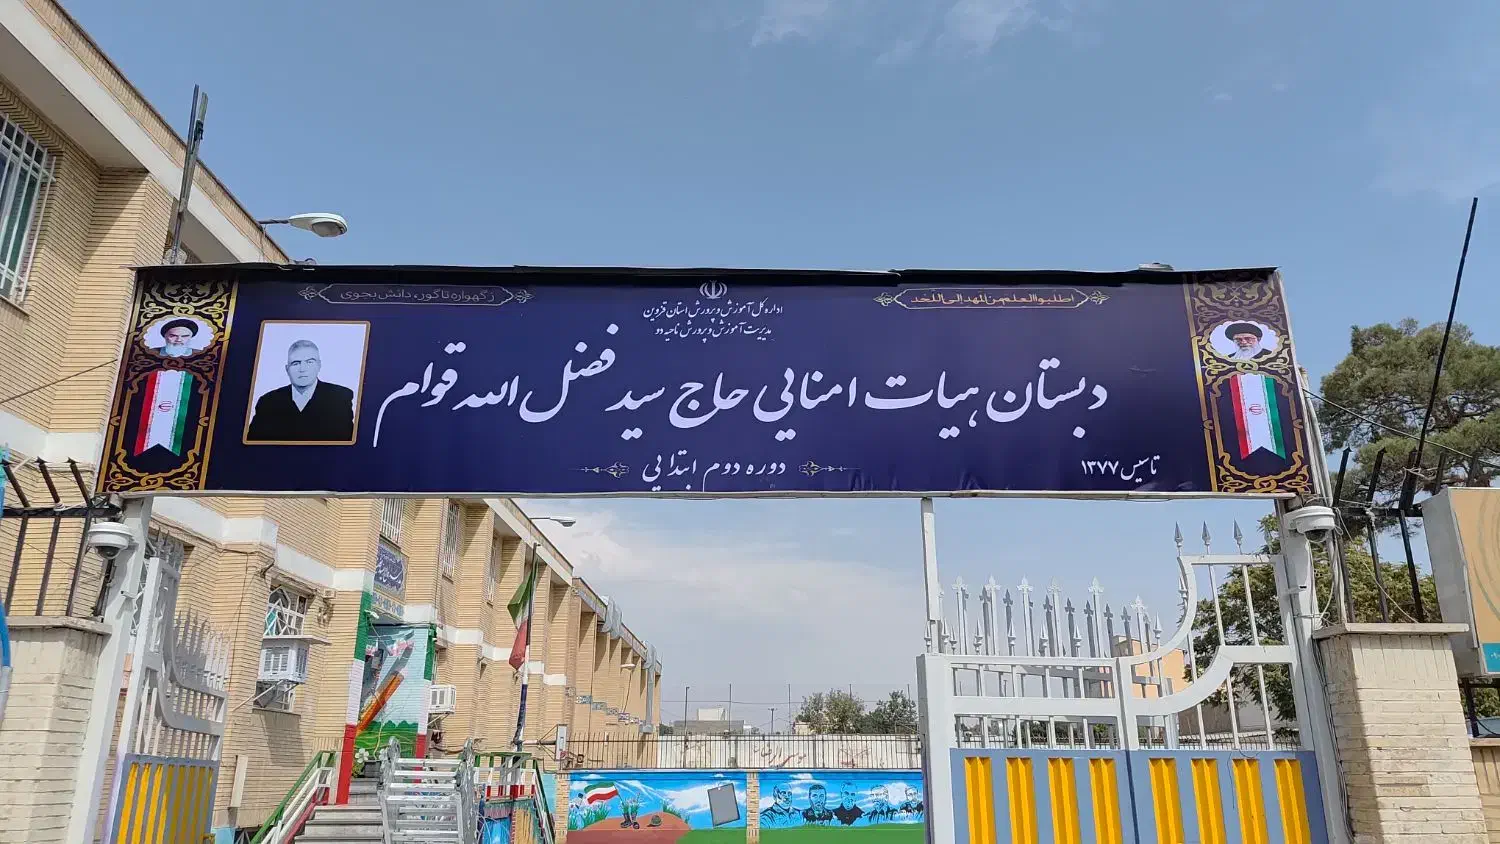 اطلبوا العلم من المهد الی اللحد
ز گهواره تا گور، دانش بجوی
اداره کل آموزش و پرورش استان قزوین
مدیریت آموزش و پرورش ناحیه دو
دبستان هیات امنایی حاج سید فضل الله قوام
دوره دوم ابتدایی
تاسیس ۱۳۷۷